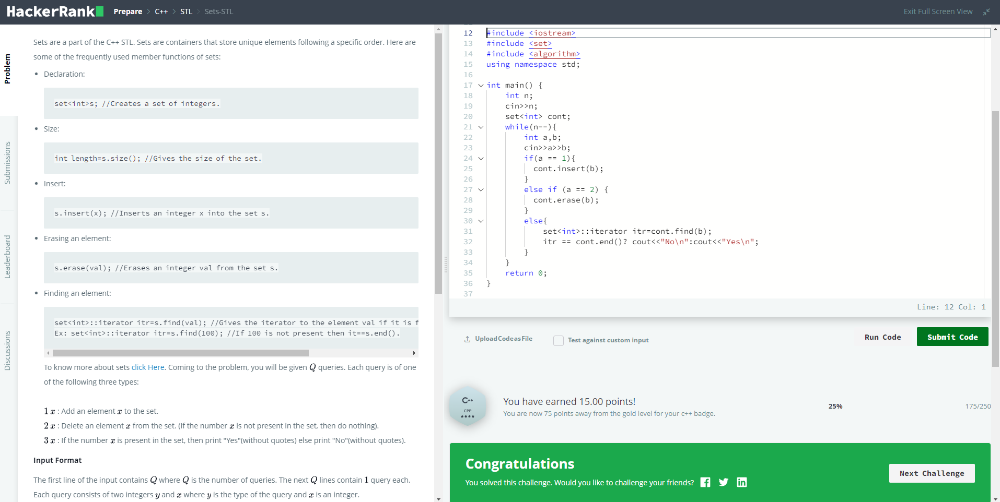 HackerRank Prepare > C++ > STL > Sets-STL Exit Full Screen View
Problem
Submissions
Leaderboard
Discussions
Sets are a part of the C++ STL. Sets are containers that store unique elements following a specific order. Here are
some of the frequently used member functions of sets:
• Declaration:
set<int>s; //Creates a set of integers.
• Size:
int length=s.size(); //Gives the size of the set.
• Insert:
s.insert(x); //Inserts an integer x into the set s.
• Erasing an element:
s.erase(val); //Erases an integer val from the set s.
• Finding an element:
set<int>::iterator itr=s.find(val); //Gives the iterator to the element val if it is f
Ex: set<int>::iterator itr=s.find(100); //If 100 is not present then it==s.end().
To know more about sets click Here. Coming to the problem, you will be given Q queries. Each query is of one
of the following three types:
1 x : Add an element x to the set.
2 x : Delete an element x from the set. (If the number x is not present in the set, then do nothing).
3 x : If the number x is present in the set, then print "Yes"(without quotes) else print "No"(without quotes).
Input Format
The first line of the input contains Q where Q is the number of queries. The next Q lines contain 1 query each.
Each query consists of two integers y and x where y is the type of the query and x is an integer.
12 #include <iostream>
13 #include <set>
14 #include <algorithm>
15 using namespace std;
16
17 int main() {
18 int n;
19 cin>>n;
20 set<int> cont;
21 while(n--){
22 int a,b;
23 cin>>a>>b;
24 if(a == 1){
25 cont.insert(b);
26 }
27 else if (a == 2) {
28 cont.erase(b);
29 }
30 else{
31 set<int>::iterator itr=cont.find(b);
32 itr == cont.end()? cout<<"No\n":cout<<"Yes\n";
33 }
34 }
35 return 0;
36 }
37
Line: 12 Col: 1
Upload Code as File
Test against custom input
Run Code
Submit Code
C++
CPP
You have earned 15.00 points!
You are now 75 points away from the gold level for your c++ badge.
25%
175/250
Congratulations
You solved this challenge. Would you like to challenge your friends?
Next Challenge